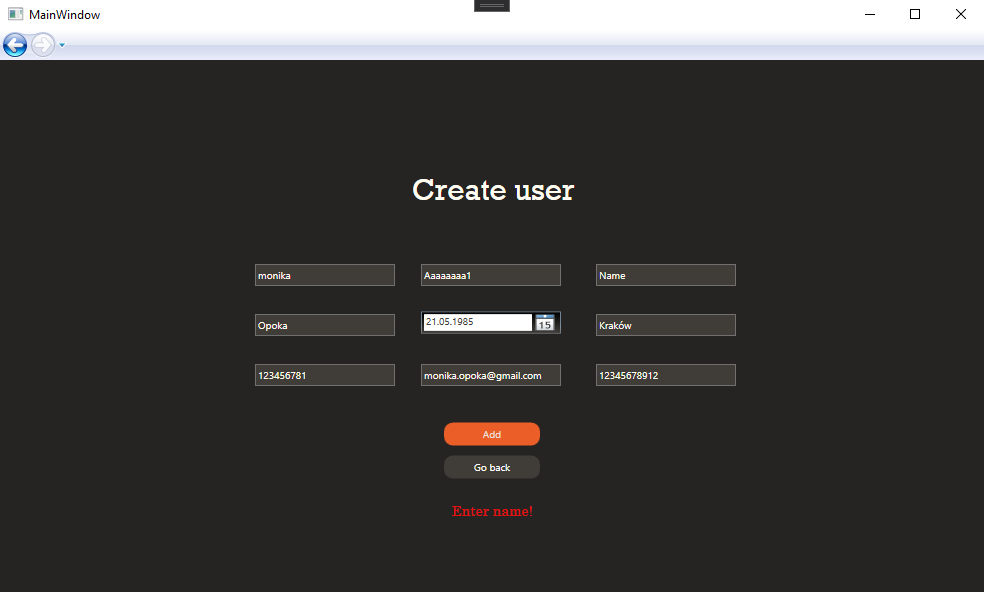 MainWindow
Create user
monika Aaaaaaaa1 Name
Opoka 21.05.1985 15 Kraków
123456781 monika.opoka@gmail.com 12345678912
Add
Go back
Enter name!